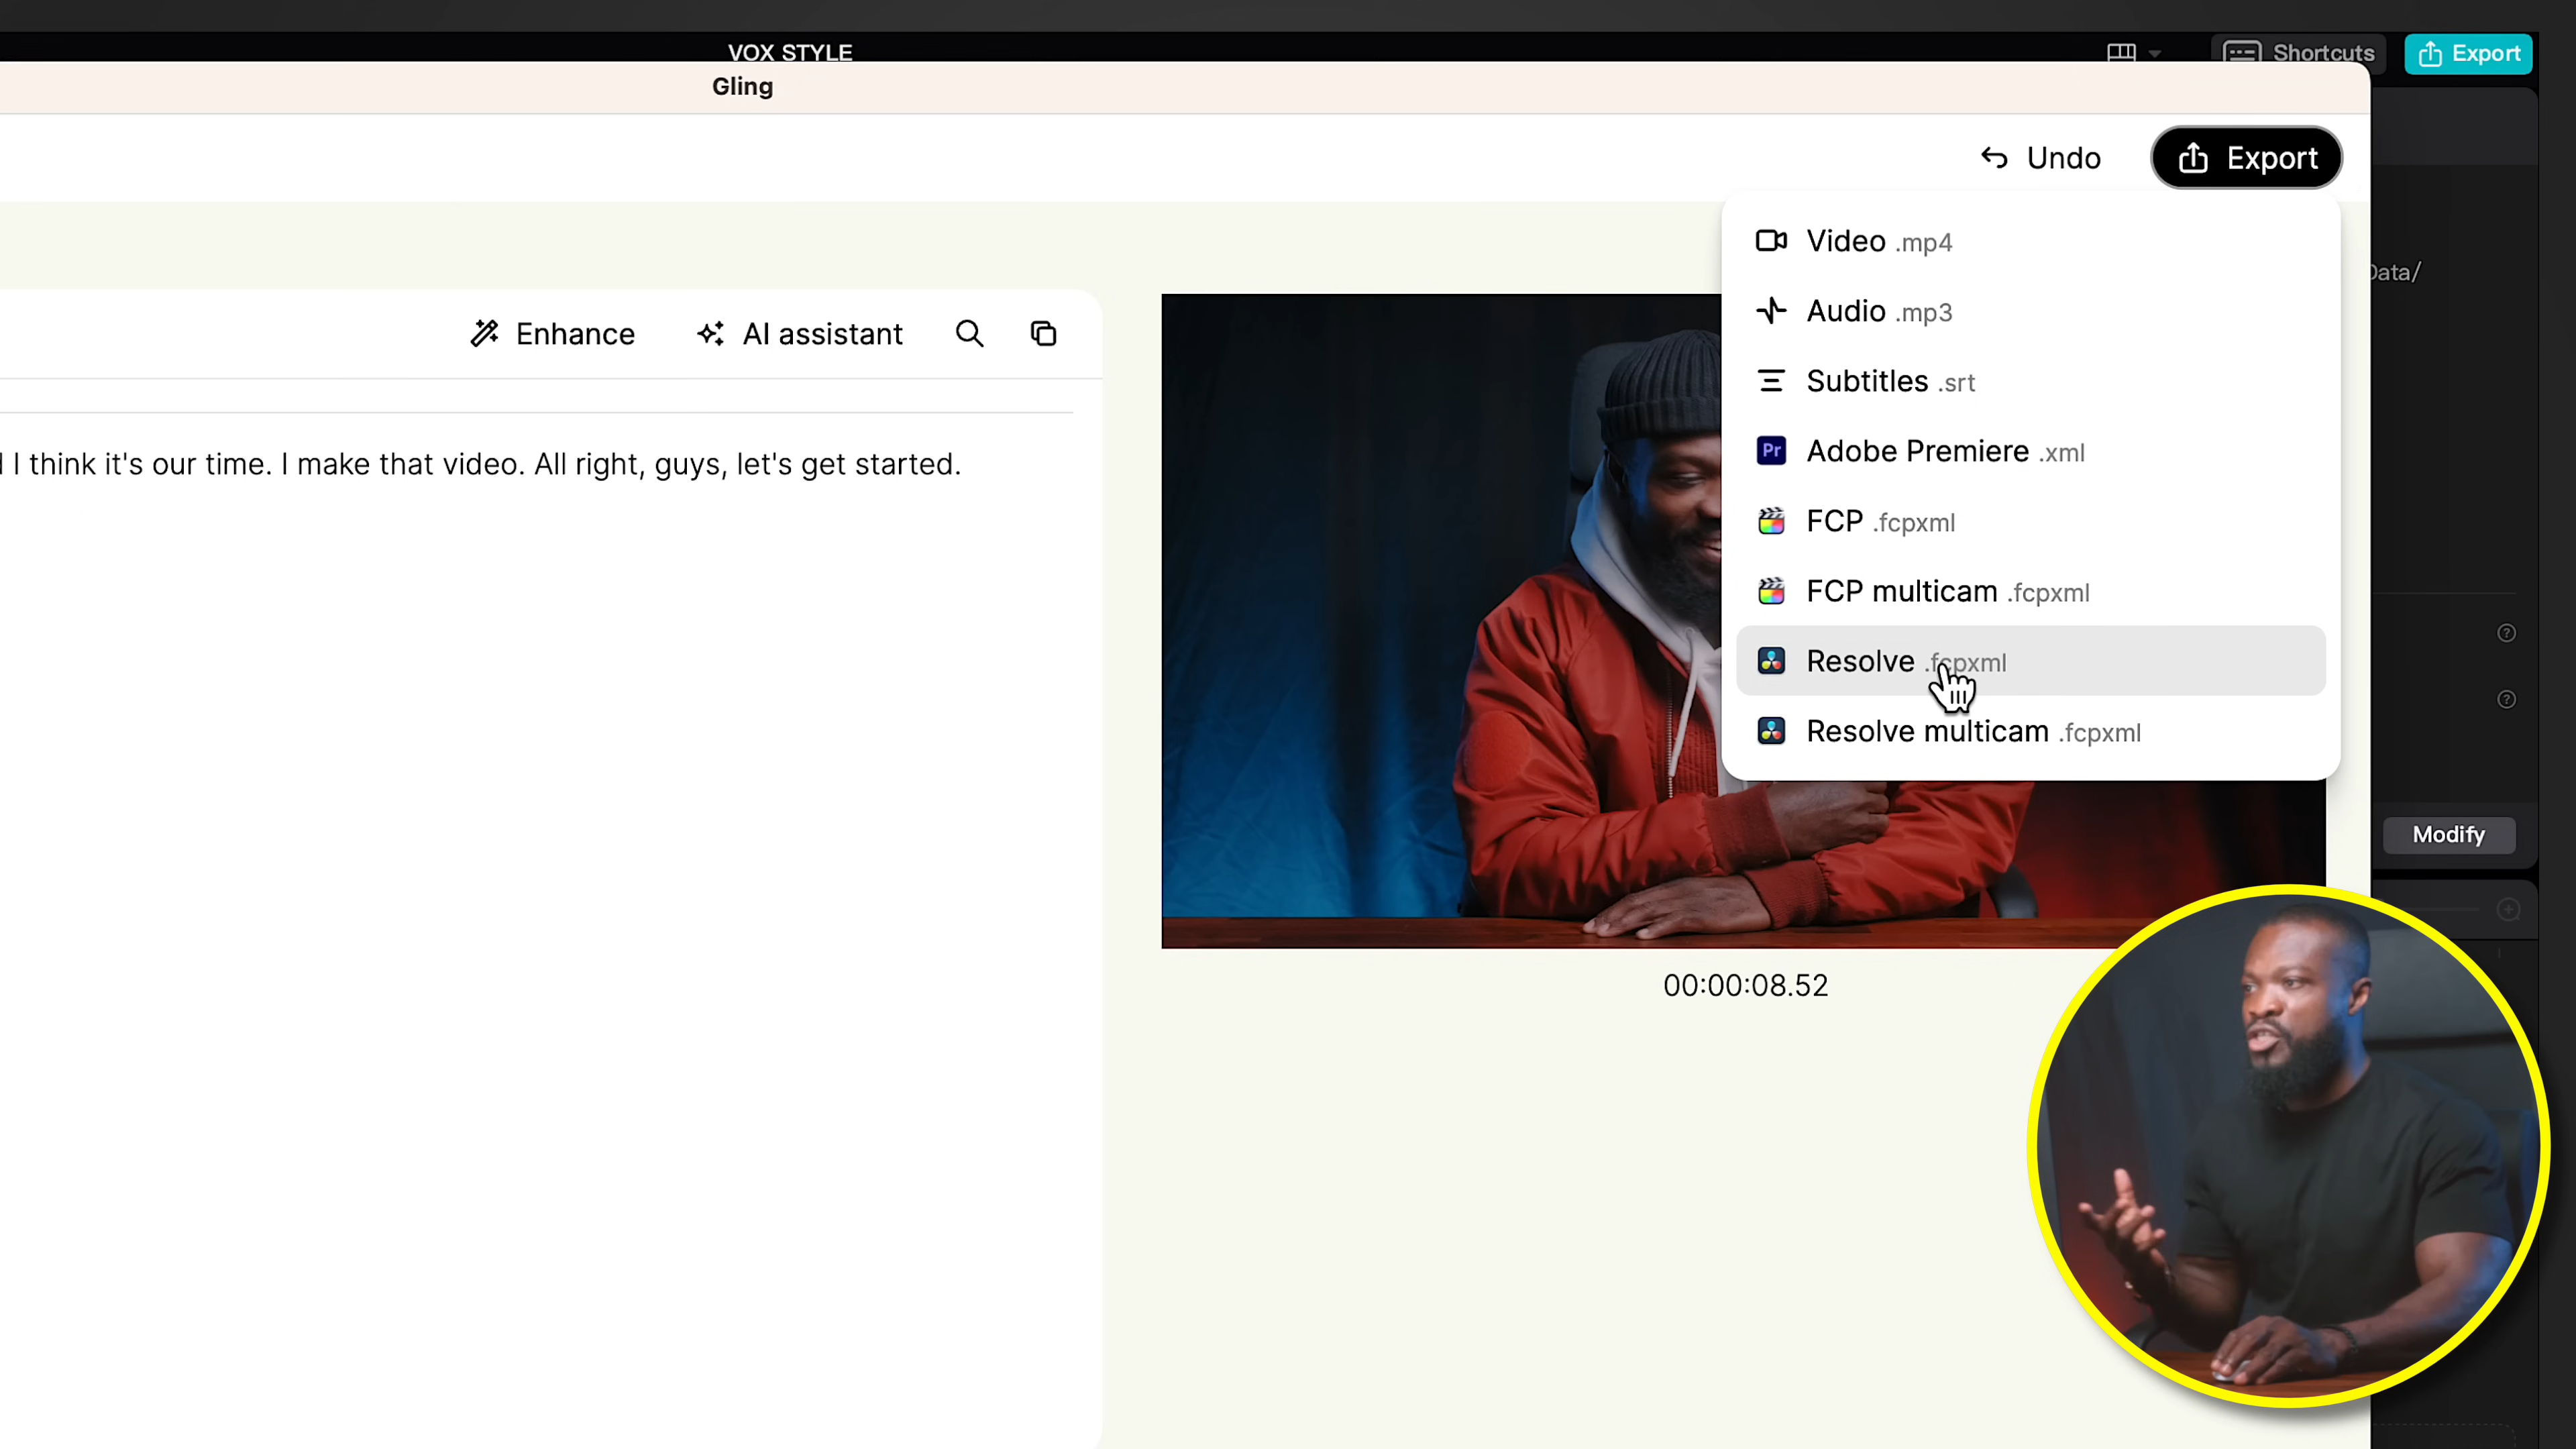 VOX STYLE
Shortcuts
Export
Gling
Undo
Export
Video .mp4
Audio .mp3
Subtitles .srt
Pr Adobe Premiere .xml
FCP .fcpxml
FCP multicam .fcpxml
Resolve .fcpxml
Resolve multicam .fcpxml
Data/
Enhance
AI assistant
I think it's our time. I make that video. All right, guys, let's get started.
Modify
00:00:08.52